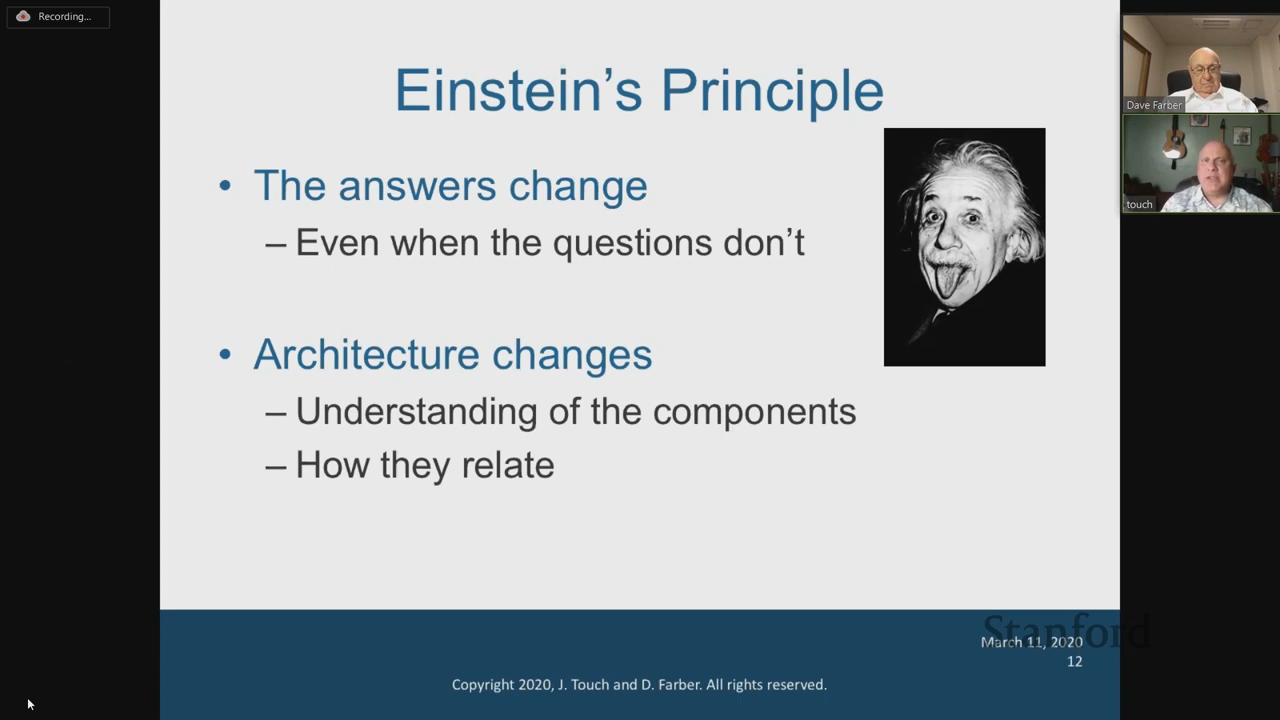 Recording...
Einstein’s Principle
• The answers change
– Even when the questions don’t
• Architecture changes
– Understanding of the components
– How they relate
Dave Farber
touch
Stanford
March 11, 2020
12
Copyright 2020, J. Touch and D. Farber. All rights reserved.